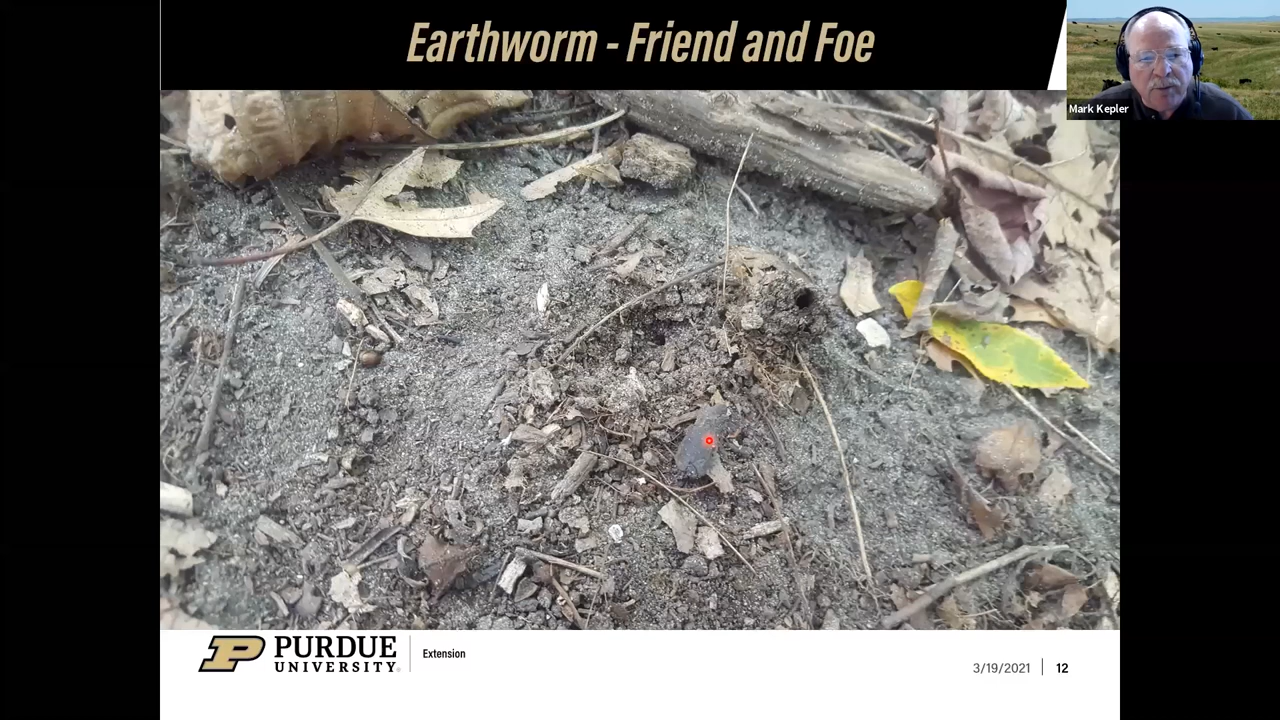 Earthworm - Friend and Foe
Mark Kepler
PURDUE
UNIVERSITY®
Extension
3/19/2021
12